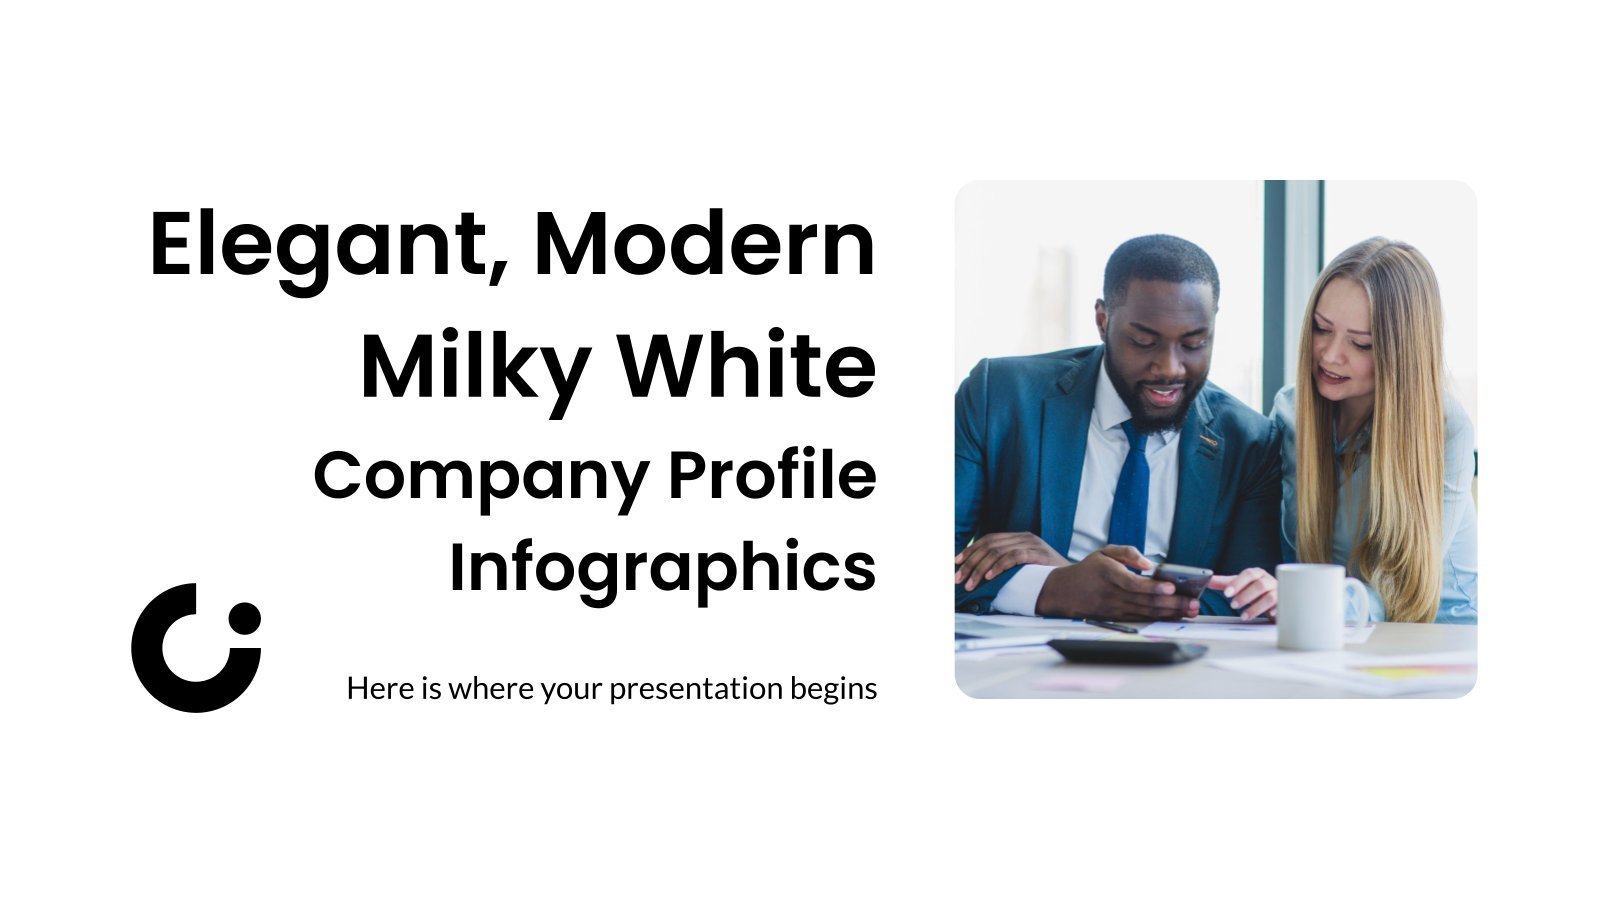 Elegant, Modern
Milky White
Company Profile
Infographics
Here is where your presentation begins